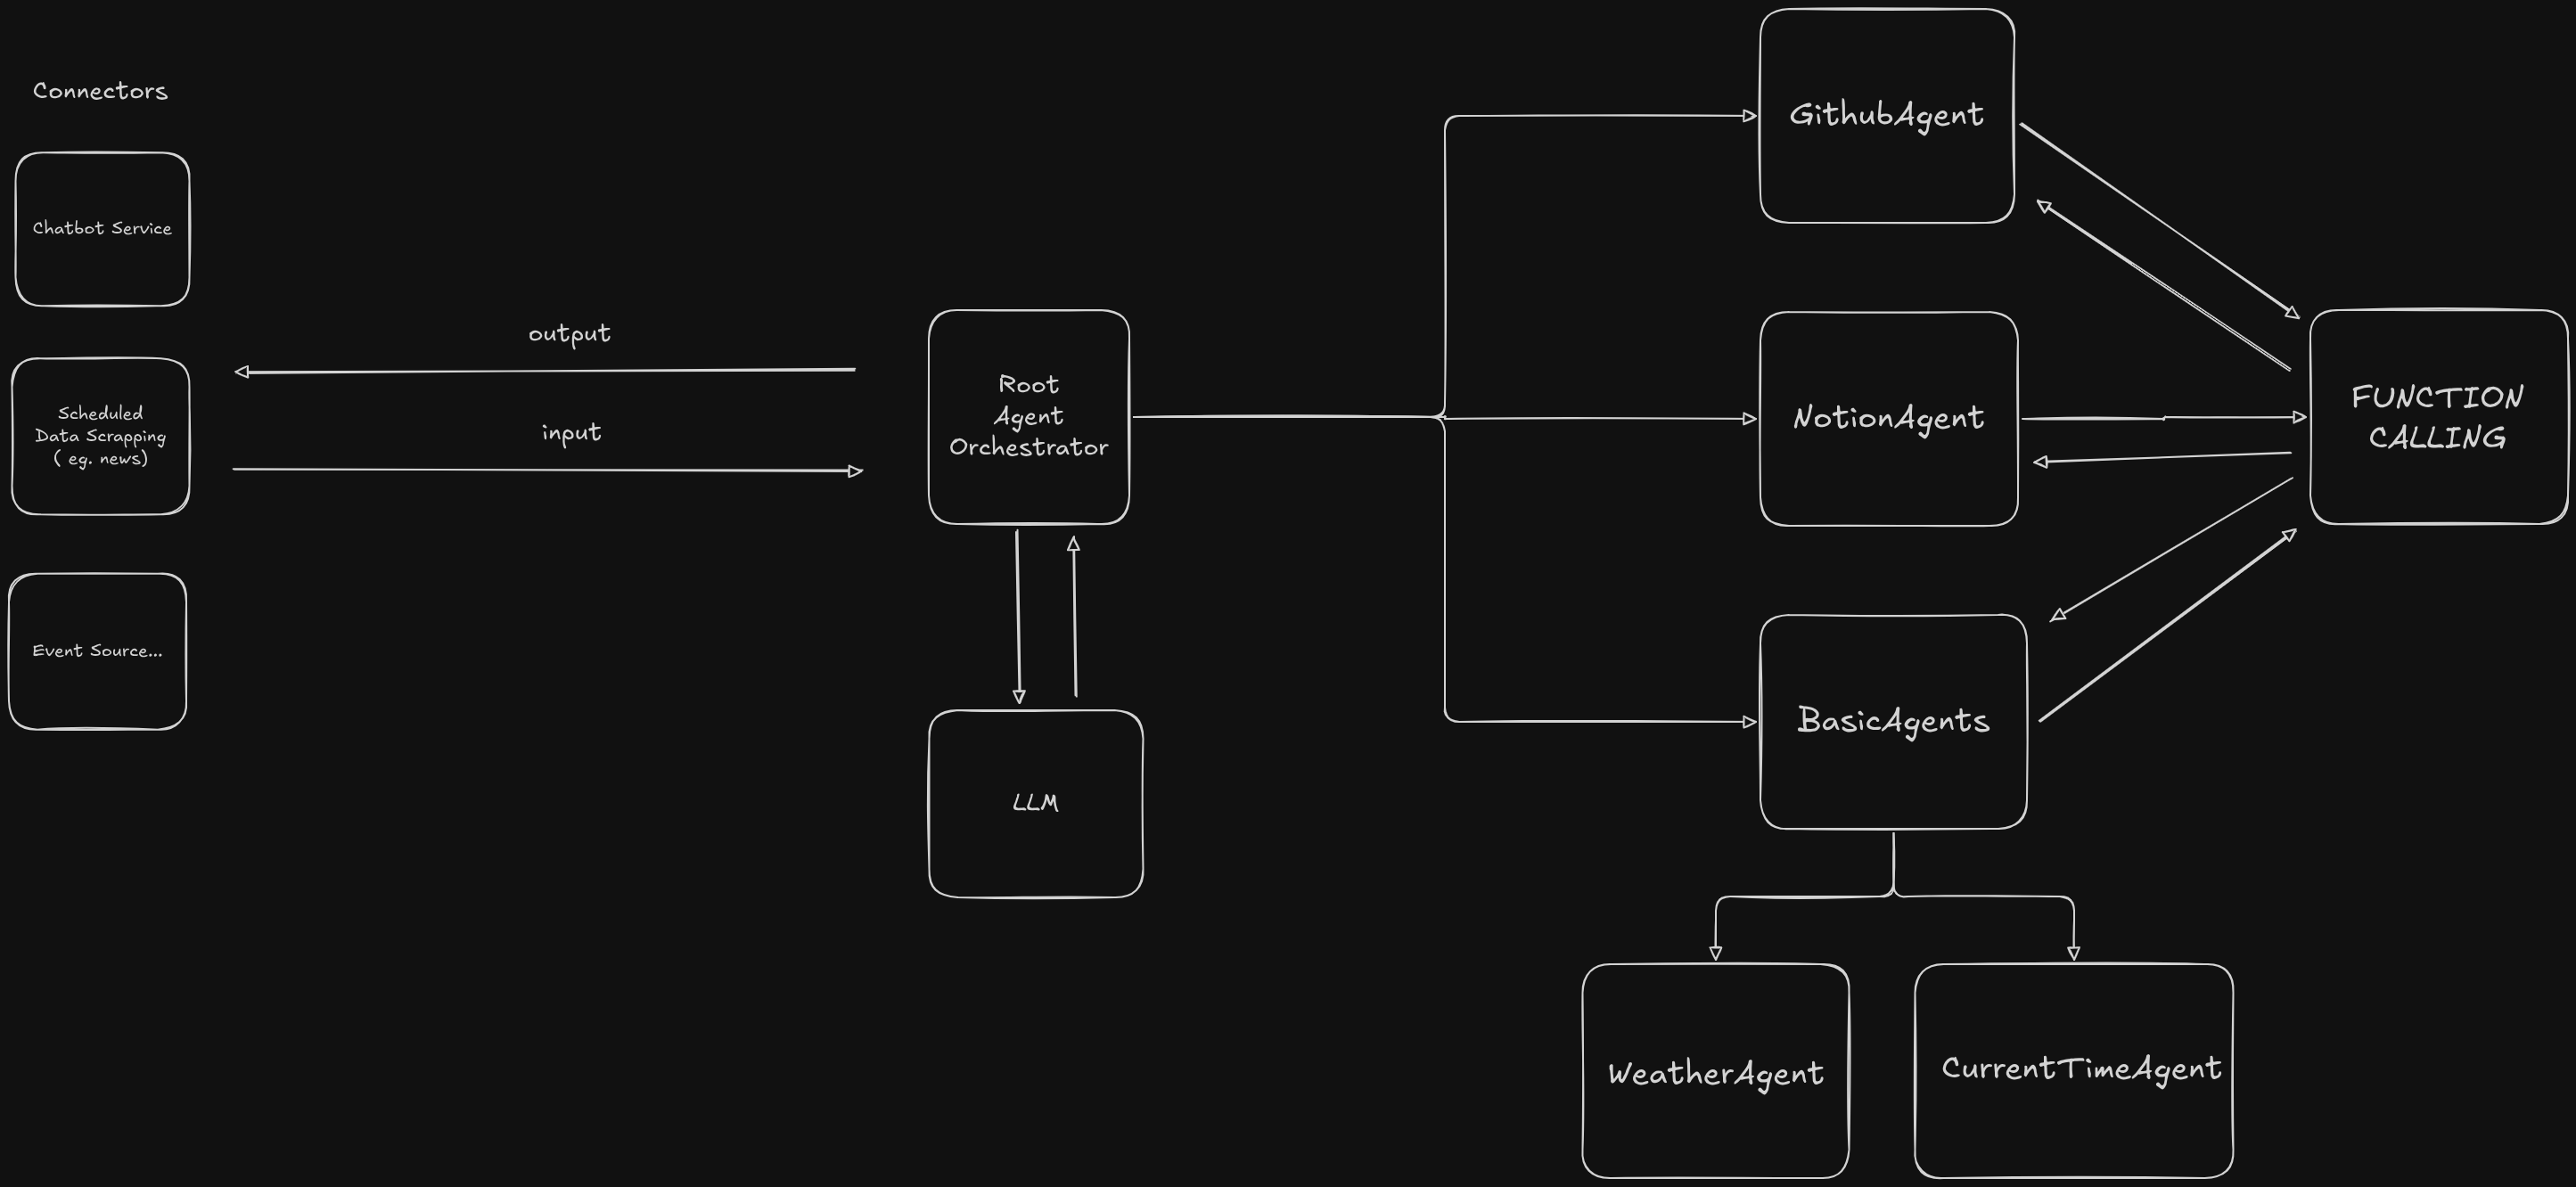 Connectors
Chatbot Service
Scheduled
Data Scrapping
( eg. news)
Event Source...
output
input
Root
Agent
Orchestrator
LLM
GithubAgent
NotionAgent
BasicAgents
FUNCTION
CALLING
WeatherAgent
CurrentTimeAgent